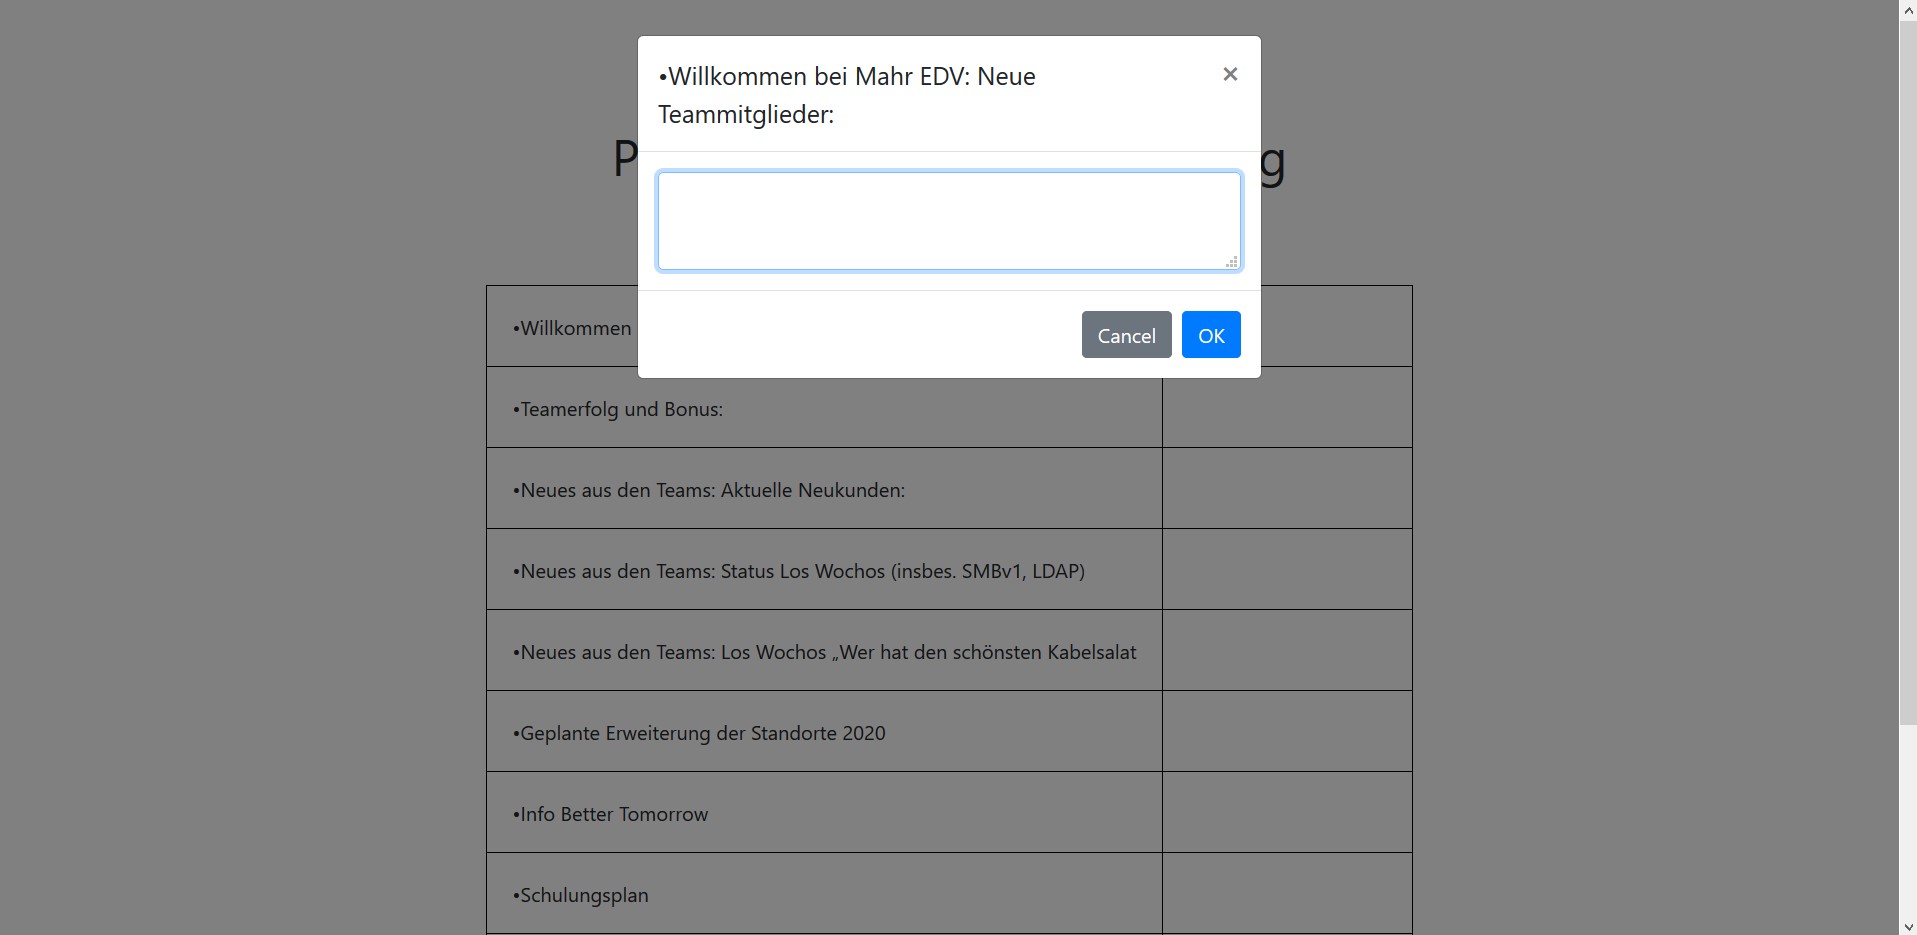 •Willkommen bei Mahr EDV: Neue
Teammitglieder:
×
P
g
Cancel
OK
•Willkommen
•Teamerfolg und Bonus:
•Neues aus den Teams: Aktuelle Neukunden:
•Neues aus den Teams: Status Los Wochos (insbes. SMBv1, LDAP)
•Neues aus den Teams: Los Wochos „Wer hat den schönsten Kabelsalat
•Geplante Erweiterung der Standorte 2020
•Info Better Tomorrow
•Schulungsplan